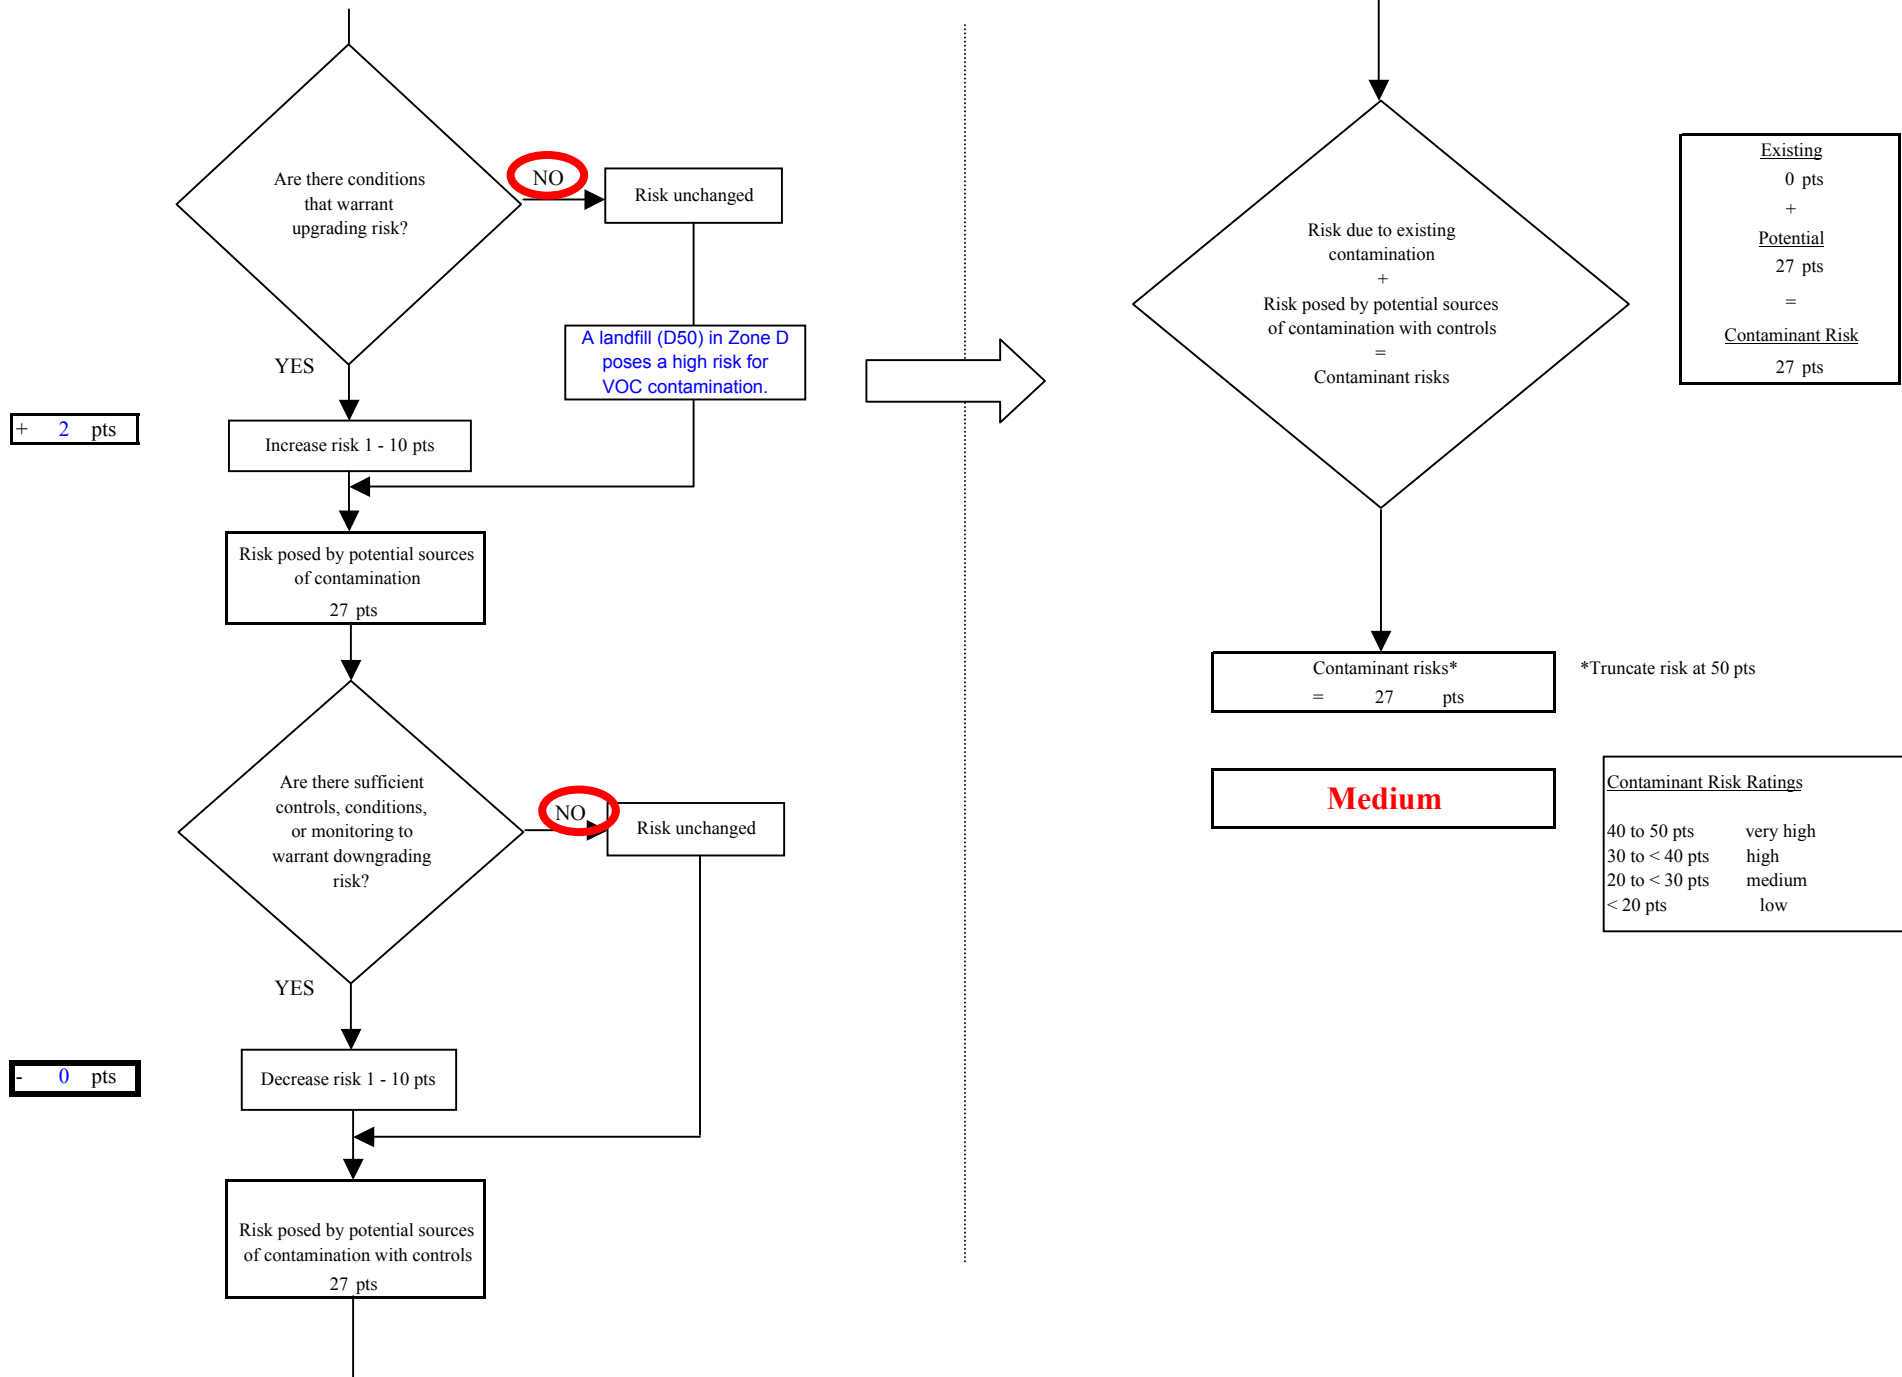 Are there conditions
that warrant
upgrading risk?
NO
Risk unchanged
A landfill (D50) in Zone D
poses a high risk for
VOC contamination.
YES
+ 2 pts
Increase risk 1 - 10 pts
Risk posed by potential sources
of contamination
27 pts
Are there sufficient
controls, conditions,
or monitoring to
warrant downgrading
risk?
NO
Risk unchanged
YES
- 0 pts
Decrease risk 1 - 10 pts
Risk posed by potential sources
of contamination with controls
27 pts
Risk due to existing
contamination
+
Risk posed by potential sources
of contamination with controls
=
Contaminant risks
Existing
0 pts
+
Potential
27 pts
=
Contaminant Risk
27 pts
Contaminant risks*
= 27 pts
*Truncate risk at 50 pts
Medium
Contaminant Risk Ratings
40 to 50 pts very high
30 to < 40 pts high
20 to < 30 pts medium
< 20 pts low